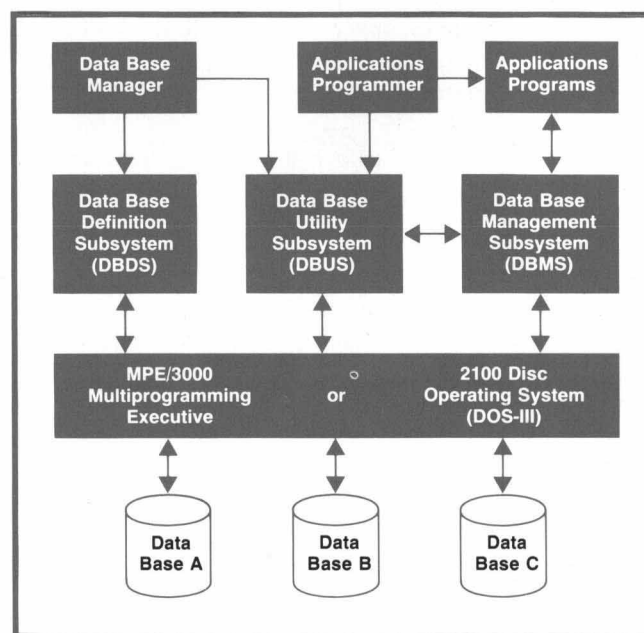 Data Base
Manager
Applications
Programmer
Applications
Programs
Data Base
Definition
Subsystem
(DBDS)
Data Base
Utility
Subsystem
(DBUS)
Data Base
Management
Subsystem
(DBMS)
MPE/3000
Multiprogramming
Executive
or
2100 Disc
Operating System
(DOS-III)
Data
Base A
Data
Base B
Data
Base C